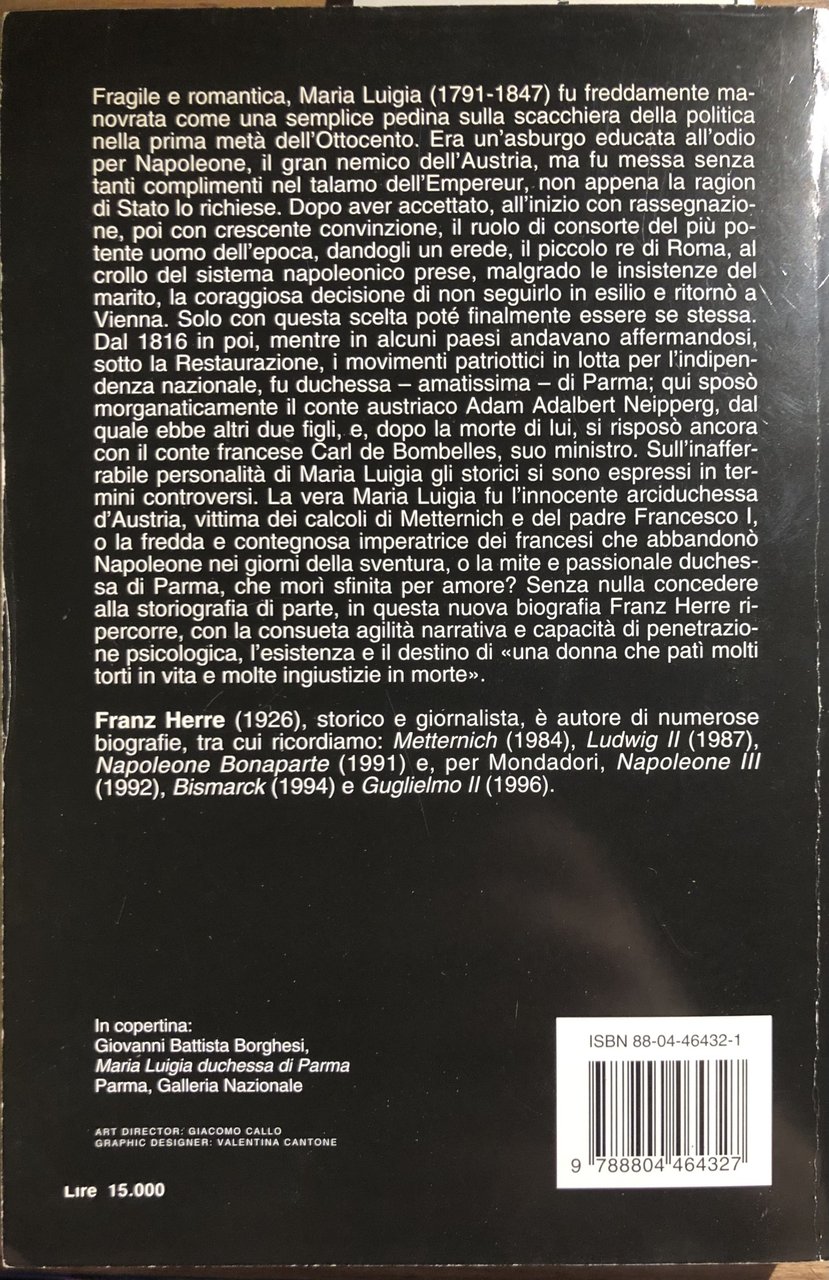 Fragile e romantica, Maria Luigia (1791-1847) fu freddamente ma-
novrata come una semplice pedina sulla scacchiera della politica
nella prima metà dell'Ottocento. Era un'asburgo educata all'odio
per Napoleone, il gran nemico dell'Austria, ma fu messa senza
tanti complimenti nel talamo dell'Empereur, non appena la ragion
di Stato lo richiese. Dopo aver accettato, all'inizio con rassegnazio-
ne, poi con crescente convinzione, il ruolo di consorte del più po-
tente uomo dell'epoca, dandogli un erede, il piccolo re di Roma, al
crollo del sistema napoleonico prese, malgrado le insistenze del
marito, la coraggiosa decisione di non seguirlo in esilio e ritornò a
Vienna. Solo con questa scelta poté finalmente essere se stessa.
Dal 1816 in poi, mentre in alcuni paesi andavano affermandosi,
sotto la Restaurazione, i movimenti patriottici in lotta per l'indipen-
denza nazionale, fu duchessa – amatissima – di Parma; qui sposò
morganaticamente il conte austriaco Adam Adalbert Neipperg, dal
quale ebbe altri due figli, e, dopo la morte di lui, si risposò ancora
con il conte francese Carl de Bombelles, suo ministro. Sull'inaffer-
rabile personalità di Maria Luigia gli storici si sono espressi in ter-
mini controversi. La vera Maria Luigia fu l'innocente arciduchessa
d'Austria, vittima dei calcoli di Metternich e del padre Francesco I,
o la fredda e contegnosa imperatrice dei francesi che abbandonò
Napoleone nei giorni della sventura, o la mite e passionale duches-
sa di Parma, che morì sfinita per amore? Senza nulla concedere
alla storiografia di parte, in questa nuova biografia Franz Herre ri-
percorre, con la consueta agilità narrativa e capacità di penetrazio-
ne psicologica, l'esistenza e il destino di «una donna che patì molti
torti in vita e molte ingiustizie in morte».
Franz Herre (1926), storico e giornalista, è autore di numerose
biografie, tra cui ricordiamo: Metternich (1984), Ludwig II (1987),
Napoleone Bonaparte (1991) e, per Mondadori, Napoleone III
(1992), Bismarck (1994) e Guglielmo II (1996).
In copertina:
Giovanni Battista Borghesi,
Maria Luigia duchessa di Parma
Parma, Galleria Nazionale
ART DIRECTOR: GIACOMO CALLO
GRAPHIC DESIGNER: VALENTINA CANTONE
Lire 15.000
ISBN 88-04-46432-1
9 788804 464327